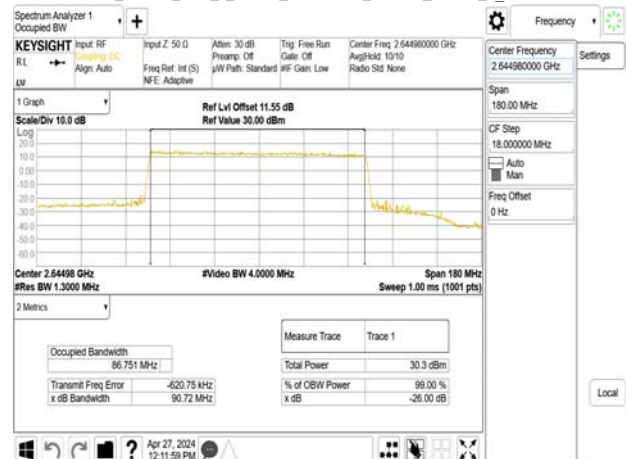 Spectrum Analyzer 1
Occupied BW
Frequency
KEYSIGHT
RL
LU
Input: RF
Coupling: DC
Align: Auto
Input Z: 50 Ω
Freq Ref: Int (S)
NFE: Adaptive
Atten: 30 dB
Preamp: Off
µW Path: Standard
Trig: Free Run
Gate: Off
#IF Gain: Low
Center Freq: 2.644980000 GHz
Avg|Hold: 10/10
Radio Std: None
Center Frequency
2.644980000 GHz
Settings
Span
180.00 MHz
CF Step
18.000000 MHz
Auto
Man
Freq Offset
0 Hz
Local
1 Graph
Scale/Div 10.0 dB
Ref Lvl Offset 11.55 dB
Ref Value 30.00 dBm
Log
20.0
10.0
0.00
-10.0
-20.0
-30.0
-40.0
-50.0
-60.0
Center 2.64498 GHz
#Res BW 1.3000 MHz
#Video BW 4.0000 MHz
Span 180 MHz
Sweep 1.00 ms (1001 pts)
2 Metrics
Measure Trace Trace 1
Occupied Bandwidth
86.751 MHz
Total Power 30.3 dBm
Transmit Freq Error -620.75 kHz
% of OBW Power 99.00 %
x dB Bandwidth 90.72 MHz
x dB -26.00 dB
Apr 27, 2024
12:11:59 PM